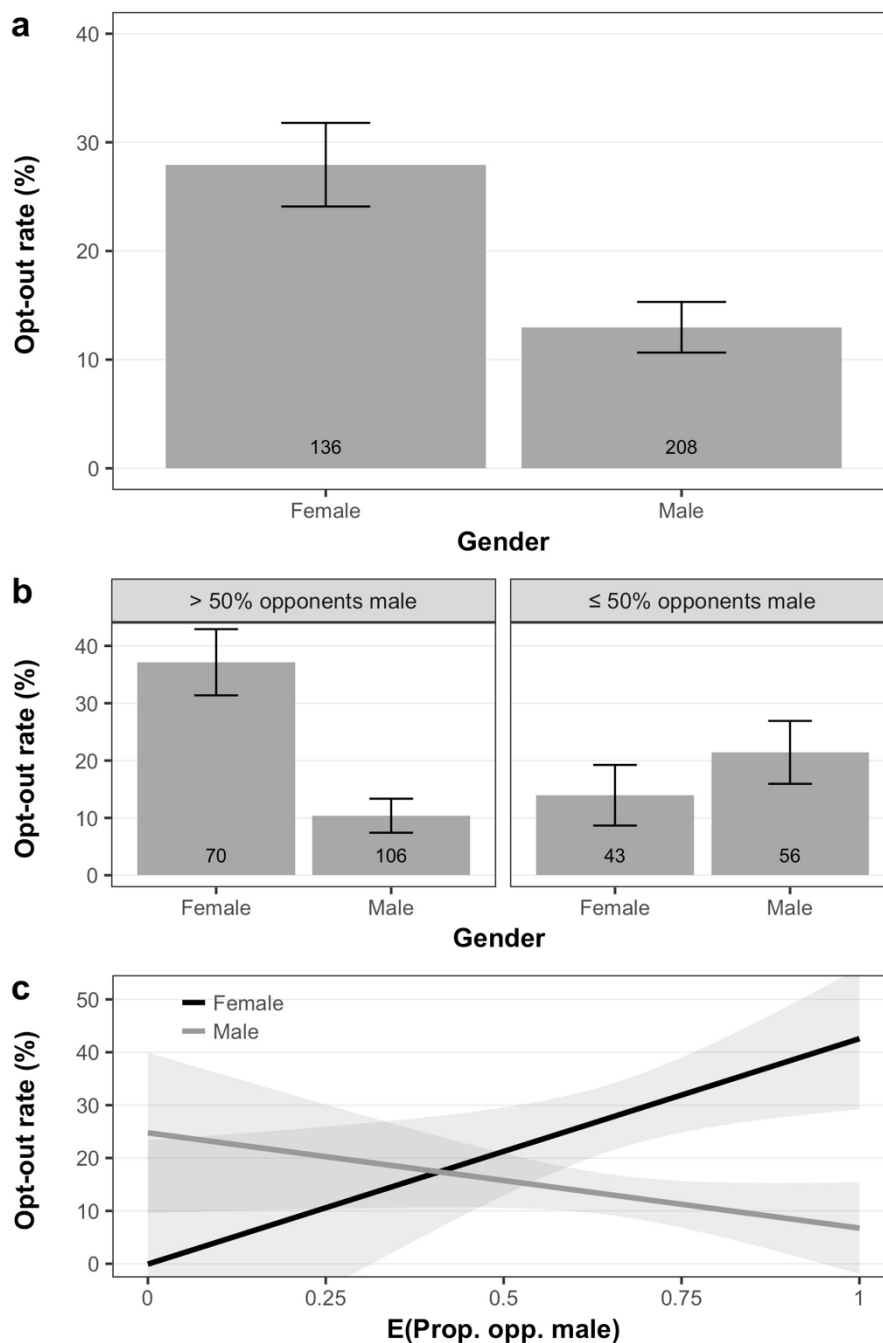 a
Opt-out rate (%)
40
30
20
10
0
136
208
Female
Male
Gender
b
> 50% opponents male
≤ 50% opponents male
Opt-out rate (%)
40
30
20
10
0
70
106
43
56
Female
Male
Female
Male
Gender
c
Female
Male
Opt-out rate (%)
50
40
30
20
10
0
0
0.25
0.5
0.75
1
E(Prop. opp. male)